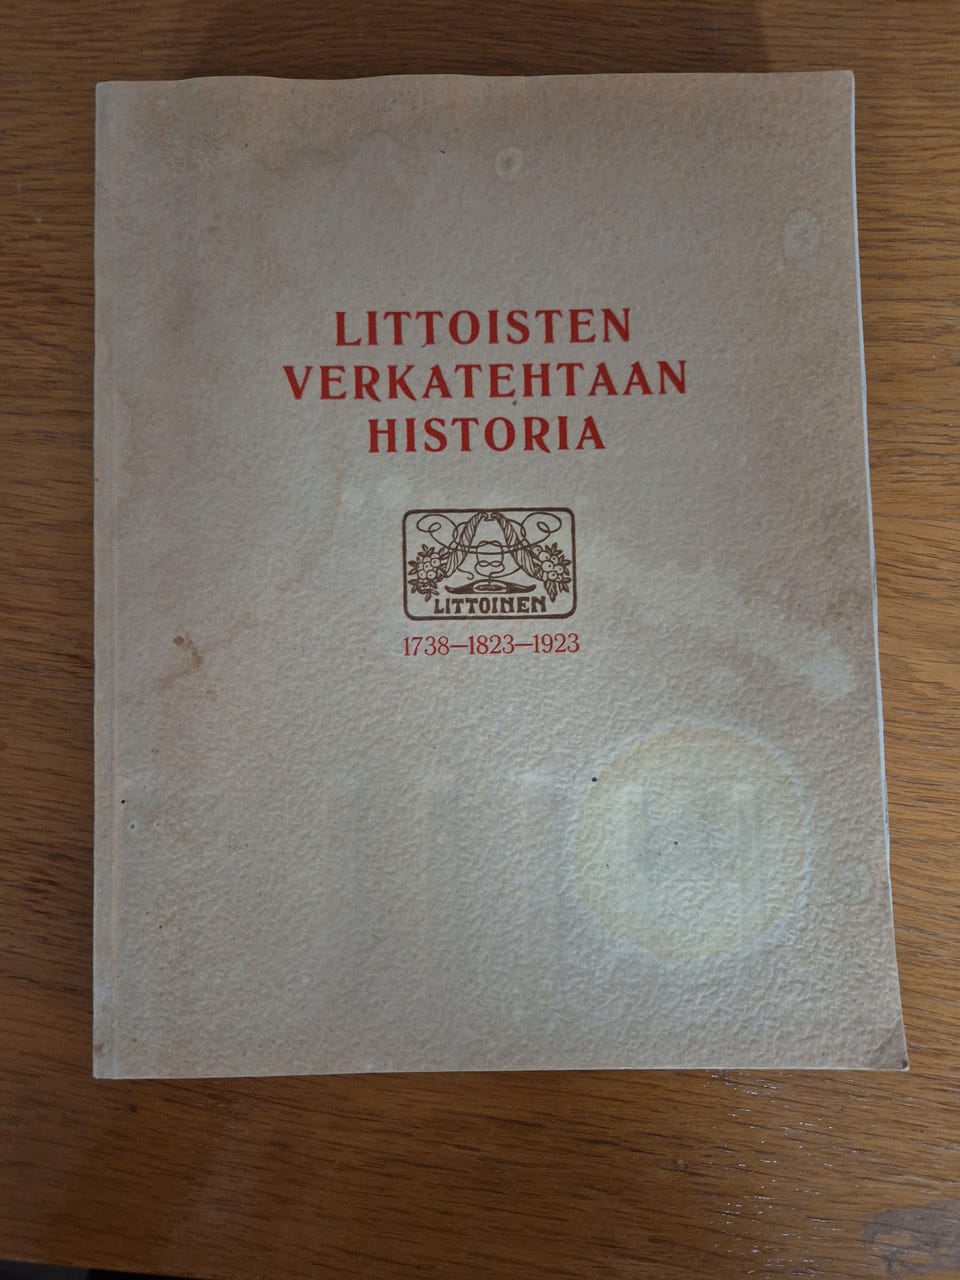 LITTOISTEN
VERKATEHTAAN
HISTORIA
LITTOINEN
1738—1823—1923